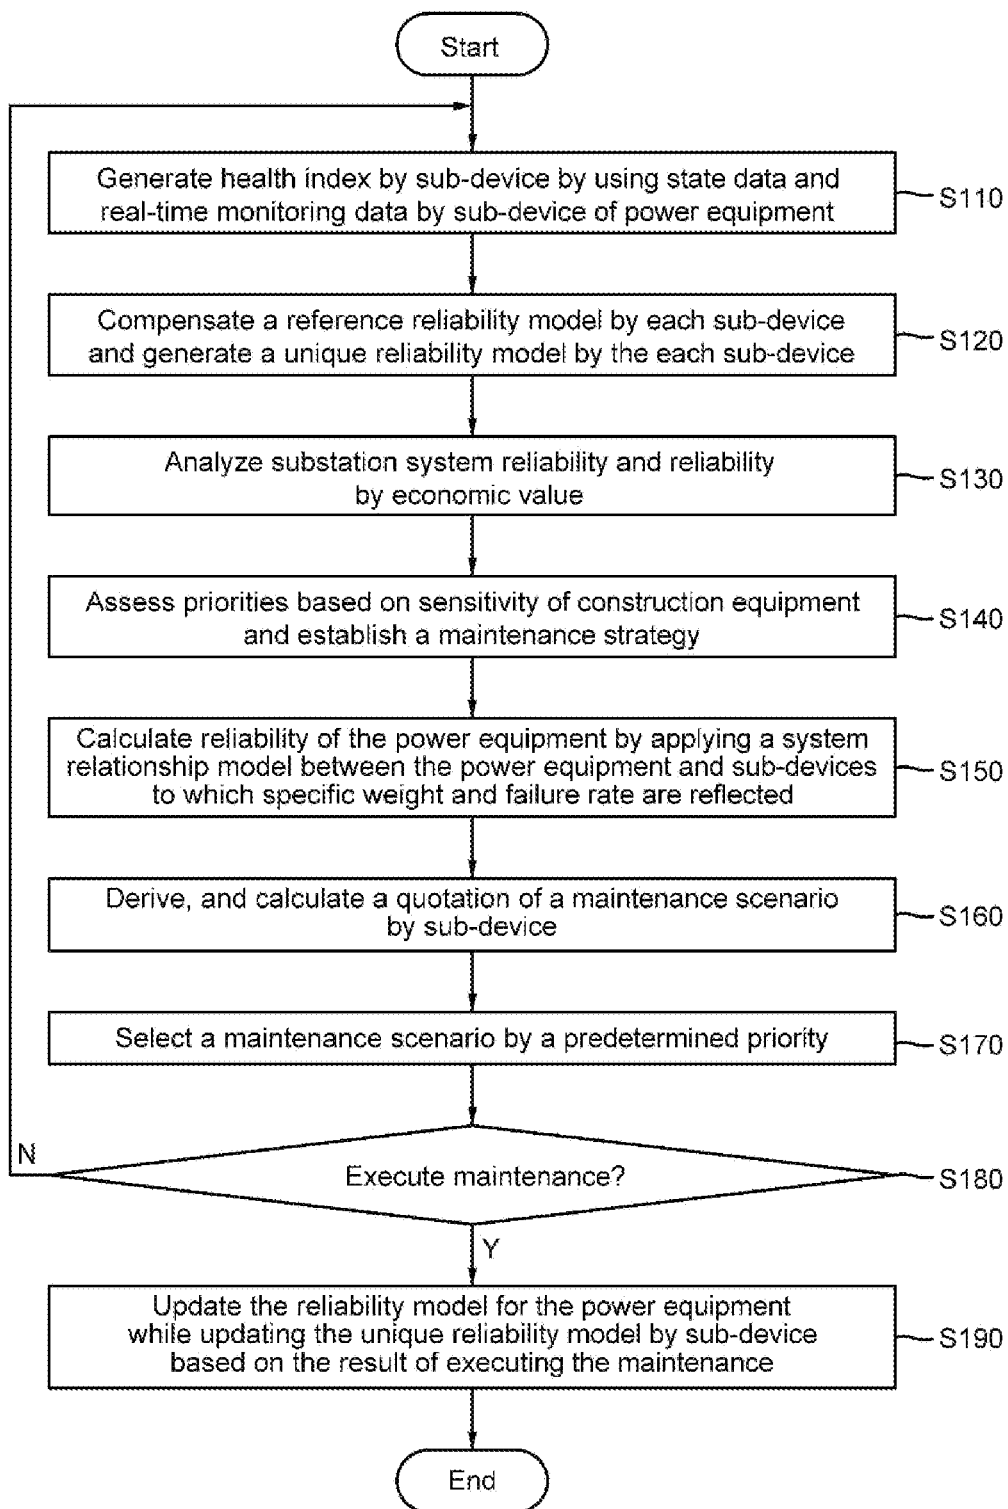 Start
Generate health index by sub-device by using state data and
real-time monitoring data by sub-device of power equipment
S110
Compensate a reference reliability model by each sub-device
and generate a unique reliability model by the each sub-device
S120
Analyze substation system reliability and reliability
by economic value
S130
Assess priorities based on sensitivity of construction equipment
and establish a maintenance strategy
S140
Calculate reliability of the power equipment by applying a system
relationship model between the power equipment and sub-devices
to which specific weight and failure rate are reflected
S150
Derive, and calculate a quotation of a maintenance scenario
by sub-device
S160
Select a maintenance scenario by a predetermined priority
S170
N
Execute maintenance?
S180
Y
Update the reliability model for the power equipment
while updating the unique reliability model by sub-device
based on the result of executing the maintenance
S190
End